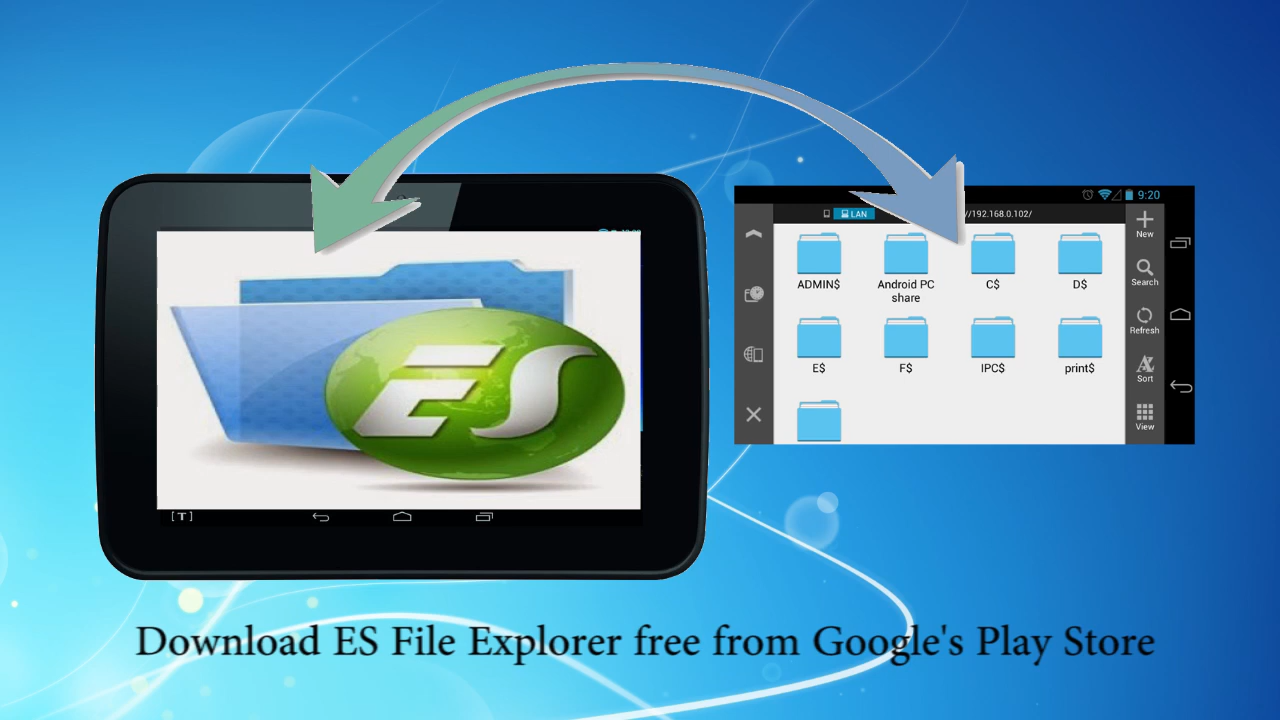 9:20
LAN
//192.168.0.102/
New
ADMIN$
Android PC
share
C$
D$
Search
Refresh
E$
F$
IPC$
print$
Sort
View
ES
[T]
Download ES File Explorer free from Google's Play Store